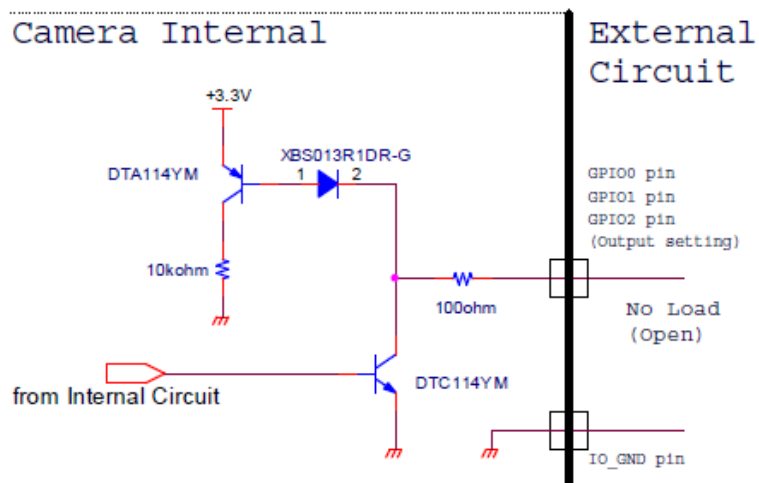 Camera Internal
External
Circuit
+3.3V
XBS013R1DR-G
1 2
DTA114YM
GPIO0 pin
GPIO1 pin
GPIO2 pin
(Output setting)
10kohm
100ohm
No Load
(Open)
DTC114YM
from Internal Circuit
IO_GND pin